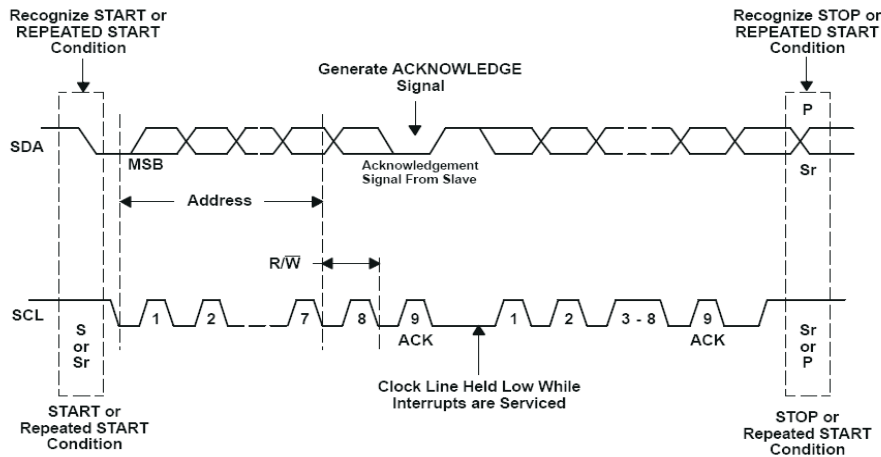 Recognize START or
REPEATED START
Condition
Recognize STOP or
REPEATED START
Condition
Generate ACKNOWLEDGE
Signal
P
SDA
MSB
Acknowledgement
Signal From Slave
Sr
Address
R/W̅
SCL
1
2
7
8
9
1
2
3 - 8
9
ACK
ACK
S
or
Sr
Sr
or
P
Clock Line Held Low While
Interrupts are Serviced
START or
Repeated START
Condition
STOP or
Repeated START
Condition